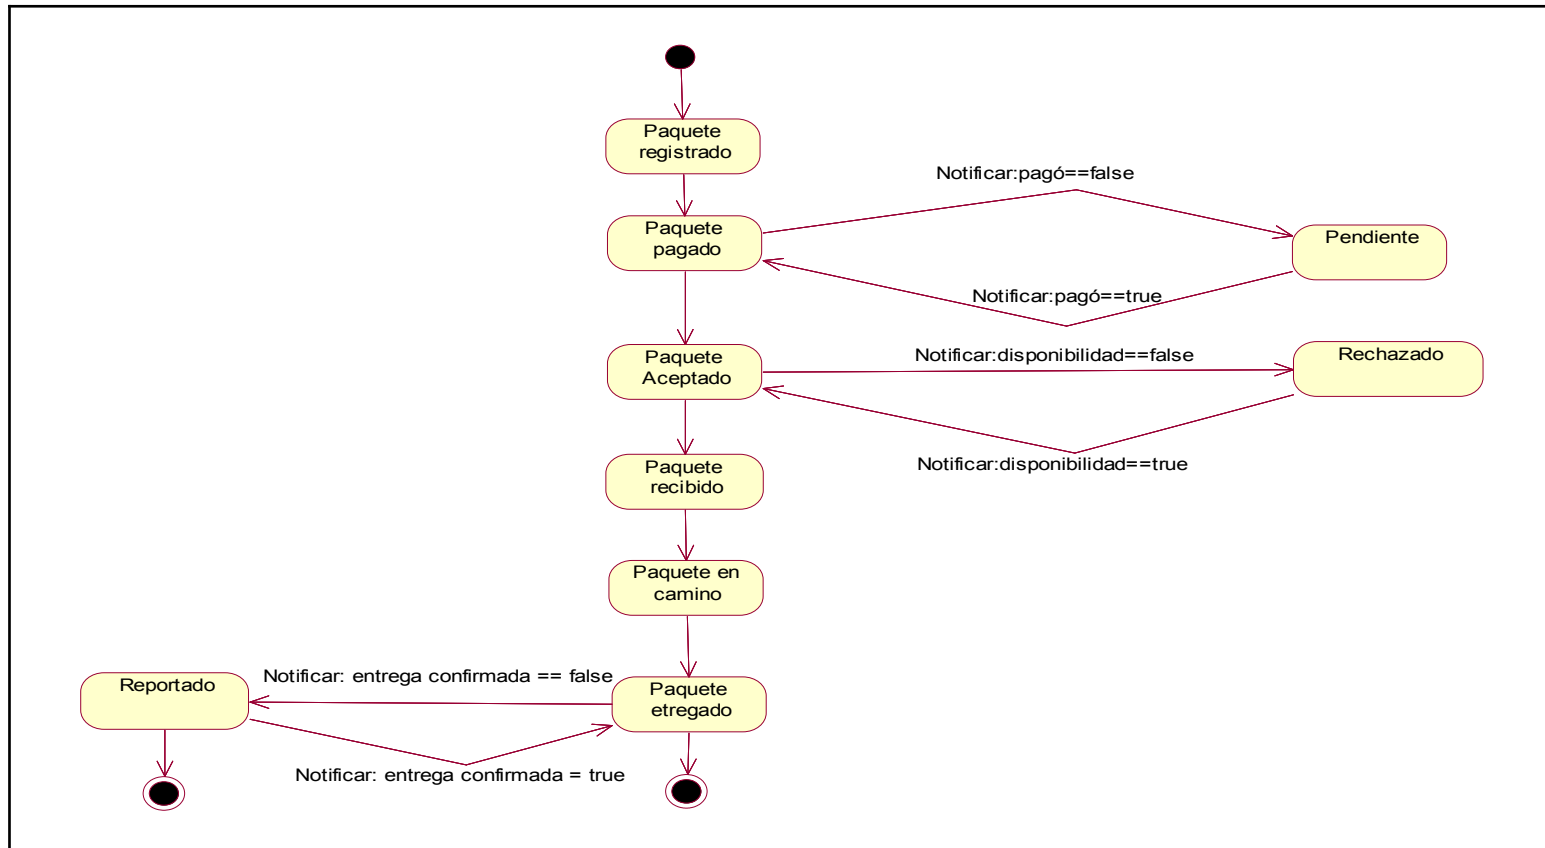 Paquete
registrado
Notificar:pagó==false
Paquete
pagado
Pendiente
Notificar:pagó==true
Paquete
Aceptado
Notificar:disponibilidad==false
Rechazado
Notificar:disponibilidad==true
Paquete
recibido
Paquete en
camino
Notificar: entrega confirmada == false
Reportado
Paquete
etregado
Notificar: entrega confirmada = true